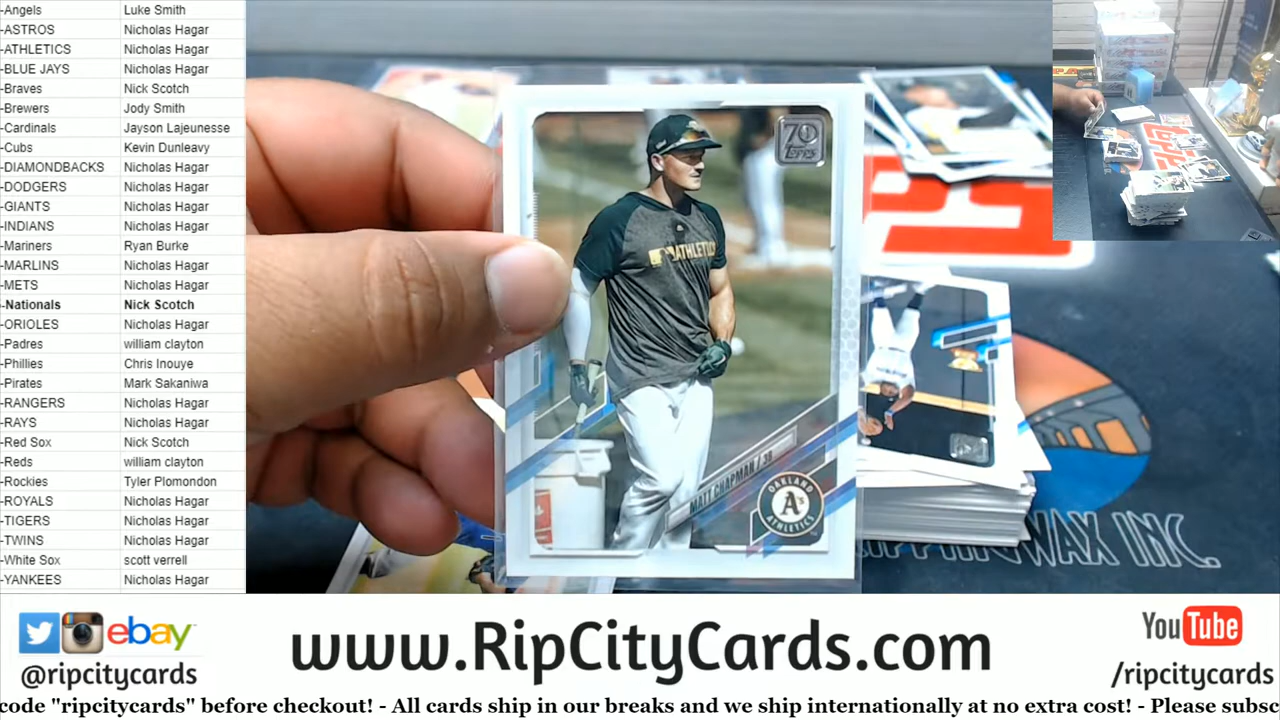 -Angels Luke Smith
-ASTROS Nicholas Hagar
-ATHLETICS Nicholas Hagar
-BLUE JAYS Nicholas Hagar
-Braves Nick Scotch
-Brewers Jody Smith
-Cardinals Jayson Lajeunesse
-Cubs Kevin Dunleavy
-DIAMONDBACKS Nicholas Hagar
-DODGERS Nicholas Hagar
-GIANTS Nicholas Hagar
-INDIANS Nicholas Hagar
-Mariners Ryan Burke
-MARLINS Nicholas Hagar
-METS Nicholas Hagar
-Nationals Nick Scotch
-ORIOLES Nicholas Hagar
-Padres william clayton
-Phillies Chris Inouye
-Pirates Mark Sakaniwa
-RANGERS Nicholas Hagar
-RAYS Nicholas Hagar
-Red Sox Nick Scotch
-Reds william clayton
-Rockies Tyler Plomondon
-ROYALS Nicholas Hagar
-TIGERS Nicholas Hagar
-TWINS Nicholas Hagar
-White Sox scott verrell
-YANKEES Nicholas Hagar
70
TOPPS
ATHLETICS
MATT CHAPMAN / 3B
OAKLAND
A's
ATHLETICS
RIPPINGWAX INC.
ebay
@ripcitycards
www.RipCityCards.com
YouTube
/ripcitycards
code "ripcitycards" before checkout! - All cards ship in our breaks and we ship internationally at no extra cost! - Please subsc